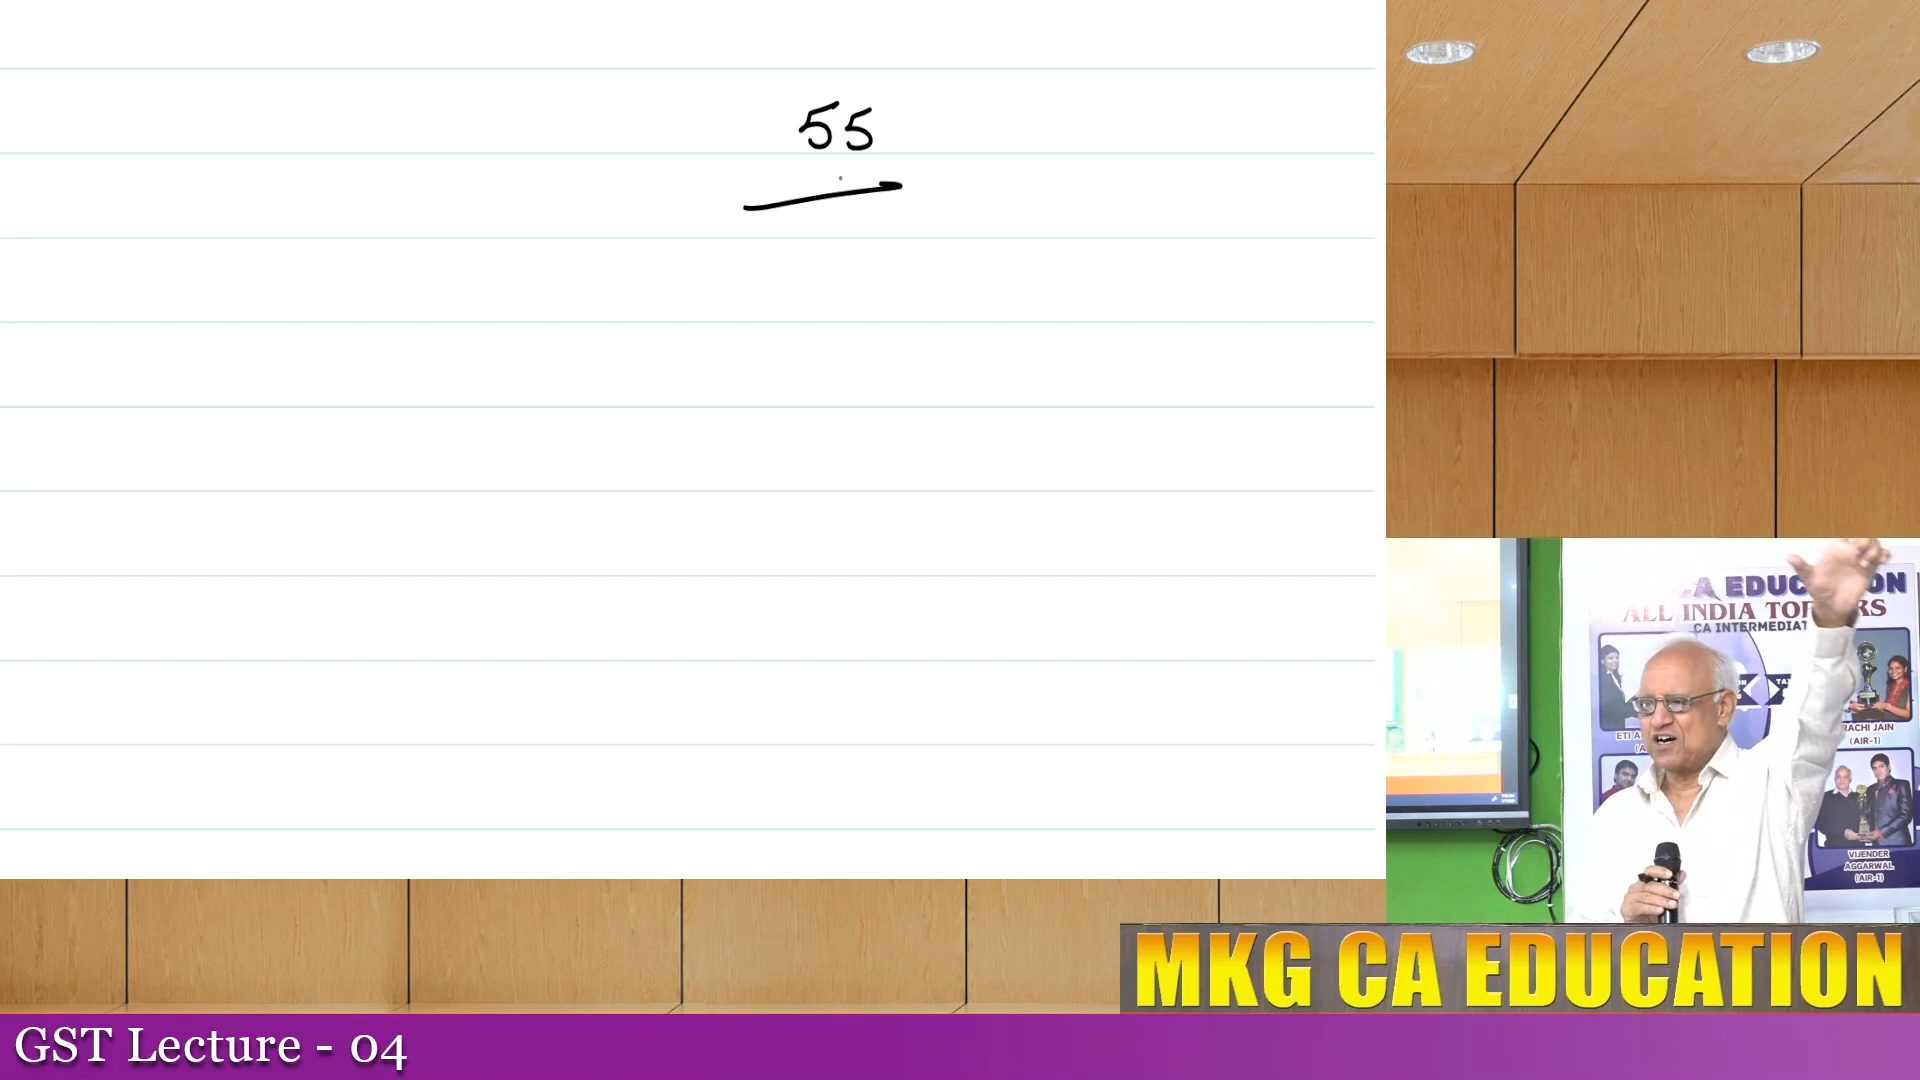 55
CA EDUC ON
ALL INDIA TOP RS
CA INTERMEDIAT
RACHI JAIN
(AIR-1)
VIJENDER
AGGARWAL
(AIR-1)
MKG CA EDUCATION
GST Lecture - 04